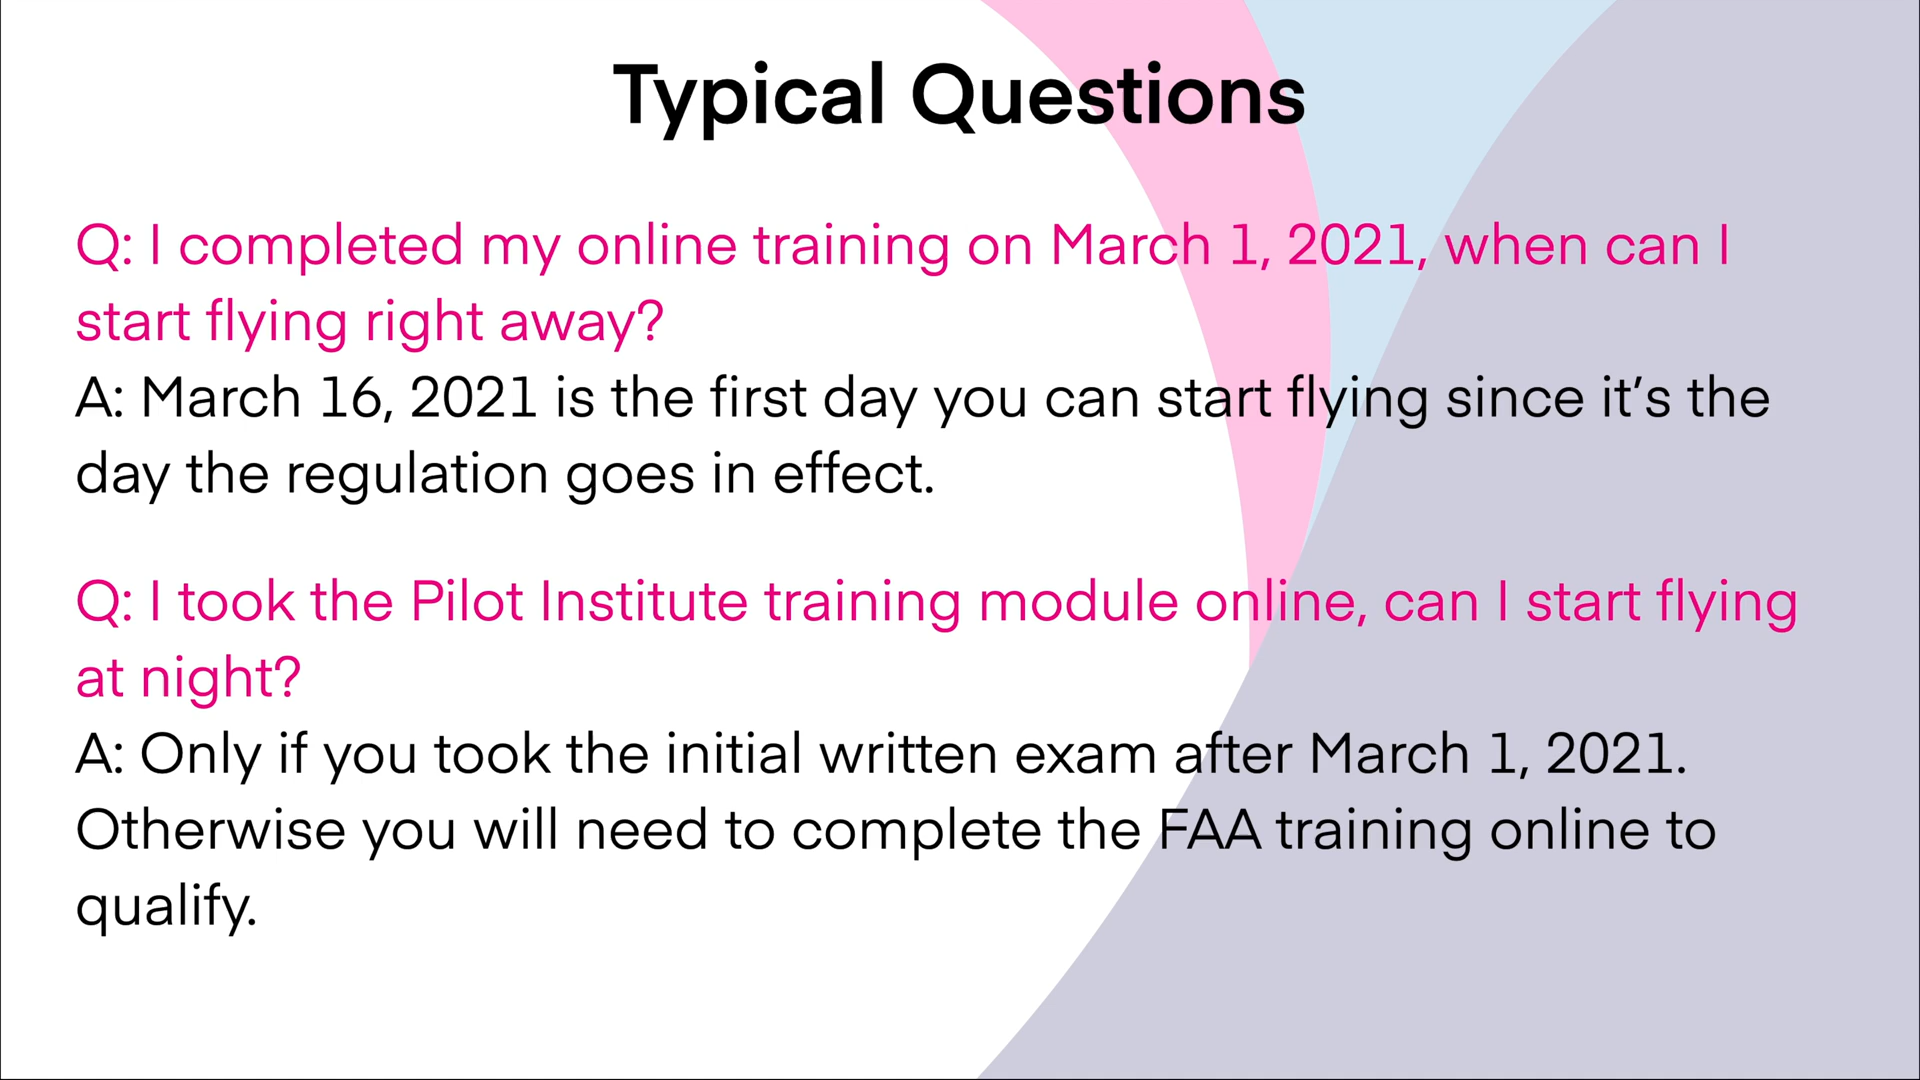 Typical Questions
Q: I completed my online training on March 1, 2021, when can I
start flying right away?
A: March 16, 2021 is the first day you can start flying since it’s the
day the regulation goes in effect.
Q: I took the Pilot Institute training module online, can I start flying
at night?
A: Only if you took the initial written exam after March 1, 2021.
Otherwise you will need to complete the FAA training online to
qualify.